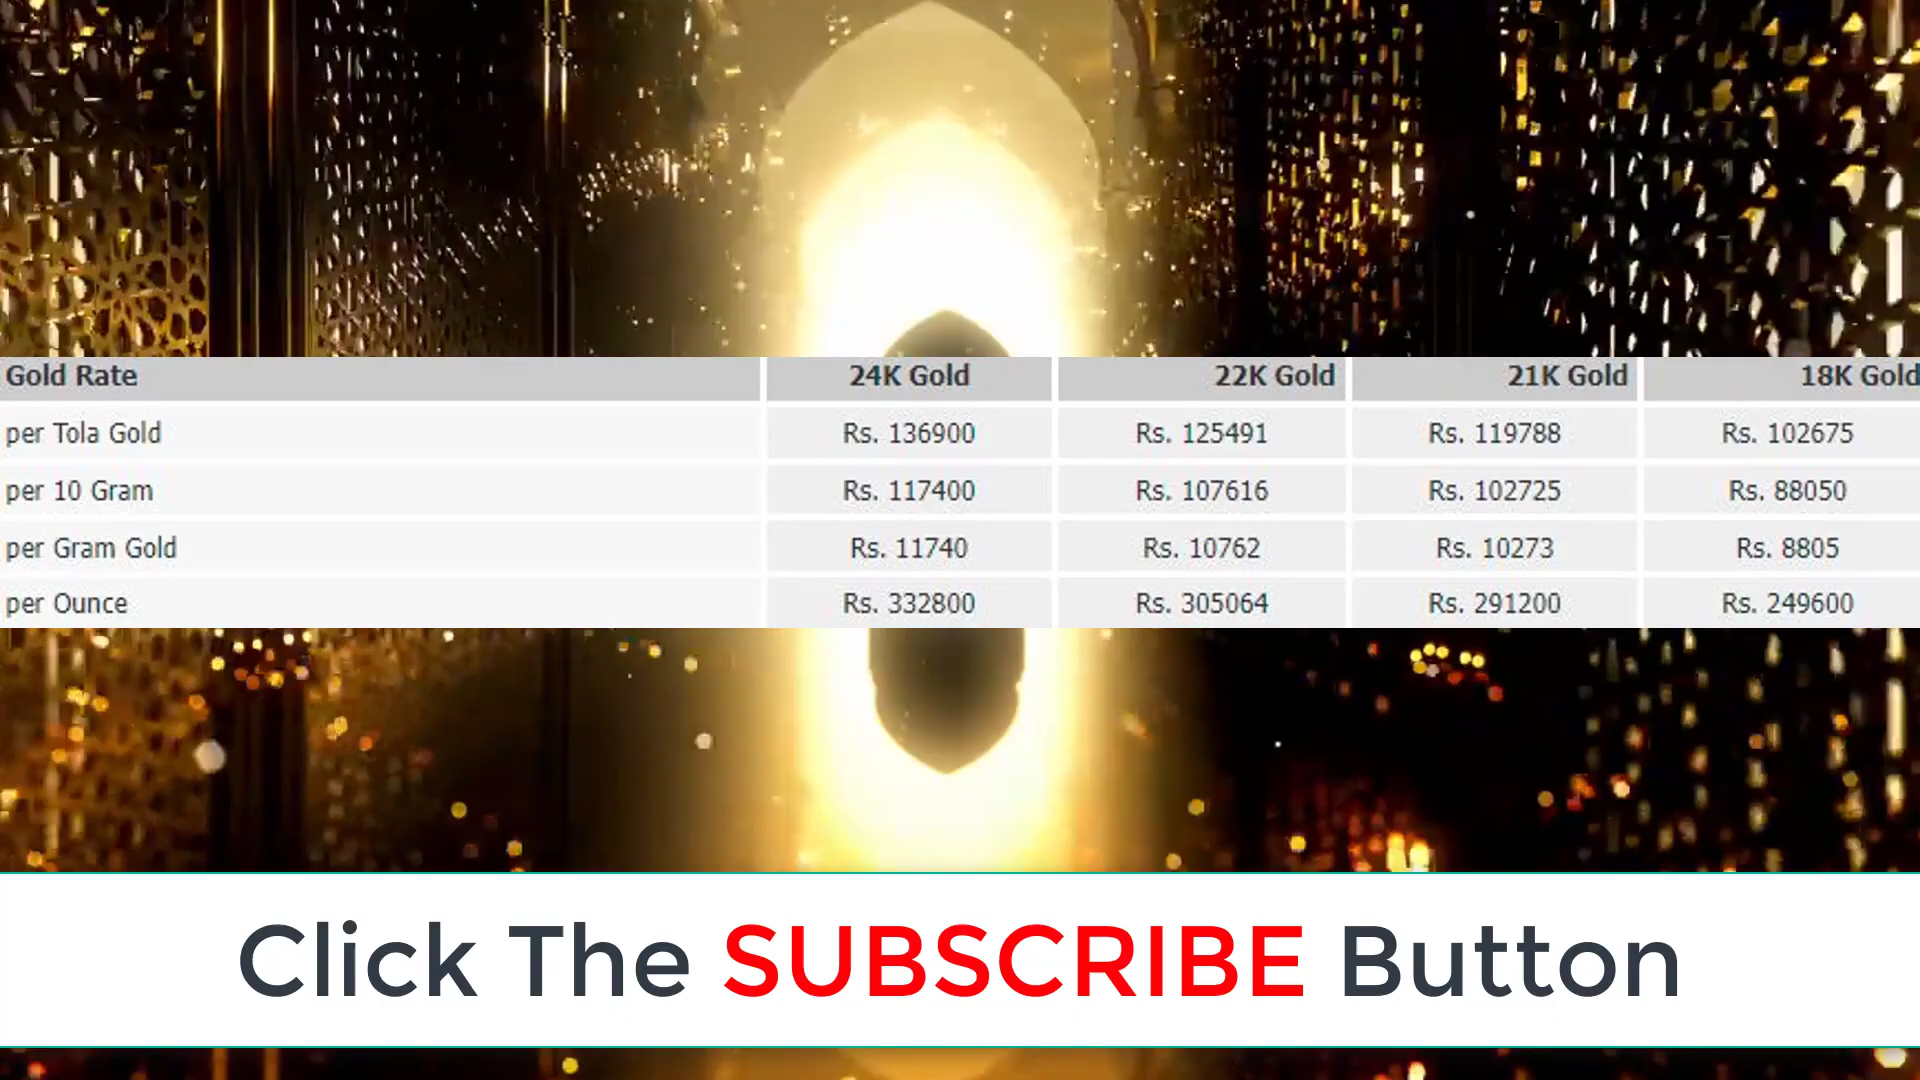 Gold Rate 24K Gold 22K Gold 21K Gold 18K Gold
per Tola Gold Rs. 136900 Rs. 125491 Rs. 119788 Rs. 102675
per 10 Gram Rs. 117400 Rs. 107616 Rs. 102725 Rs. 88050
per Gram Gold Rs. 11740 Rs. 10762 Rs. 10273 Rs. 8805
per Ounce Rs. 332800 Rs. 305064 Rs. 291200 Rs. 249600
Click The SUBSCRIBE Button